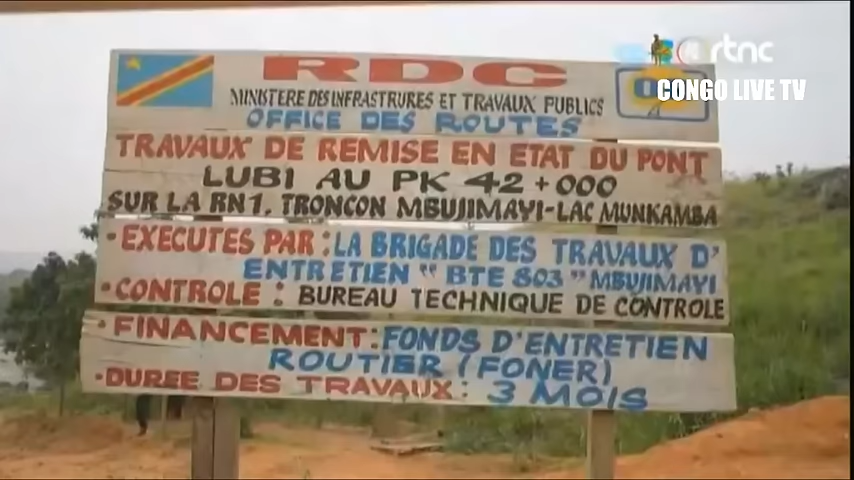 rtnc
CONGO LIVE TV
RDC
MINISTERE DES INFRASTRURES ET TRAVAUX PUBLICS
OFFICE DES ROUTES
TRAVAUX DE REMISE EN ETAT DU PONT
LUBI AU PK 42+000
SUR LA RN1. TRONCON MBUJIMAYI-LAC MUNKAMBA
• EXECUTES PAR : LA BRIGADE DES TRAVAUX D'
ENTRETIEN "BTE 803" MBUJIMAYI
• CONTROLE : BUREAU TECHNIQUE DE CONTROLE
• FINANCEMENT : FONDS D'ENTRETIEN
ROUTIER (FONER)
• DUREE DES TRAVAUX : 3 MOIS